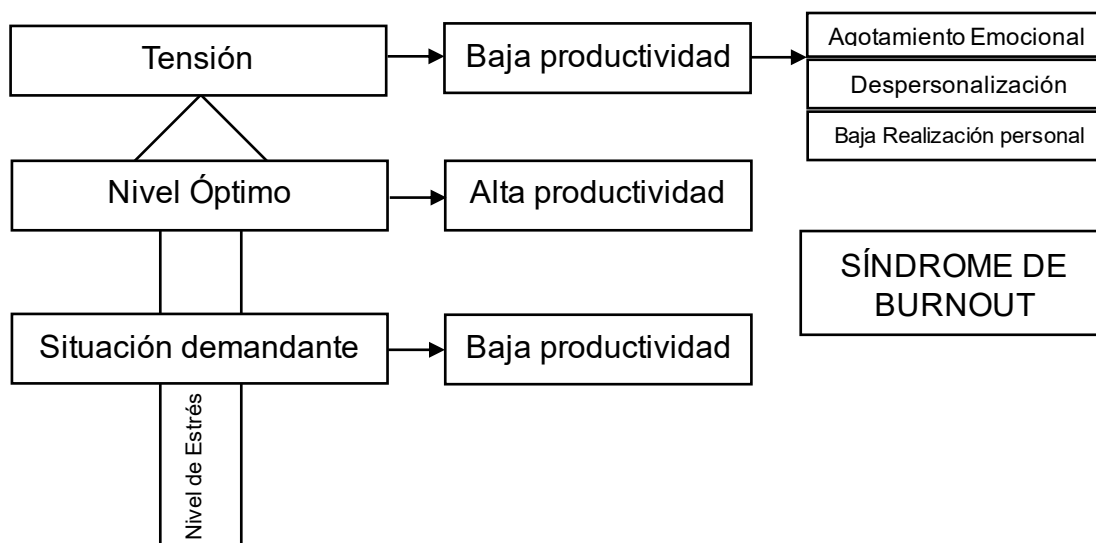 Tensión
Baja productividad
Agotamiento Emocional
Despersonalización
Baja Realización personal
Nivel Óptimo
Alta productividad
SÍNDROME DE
BURNOUT
Situación demandante
Baja productividad
Nivel de Estrés